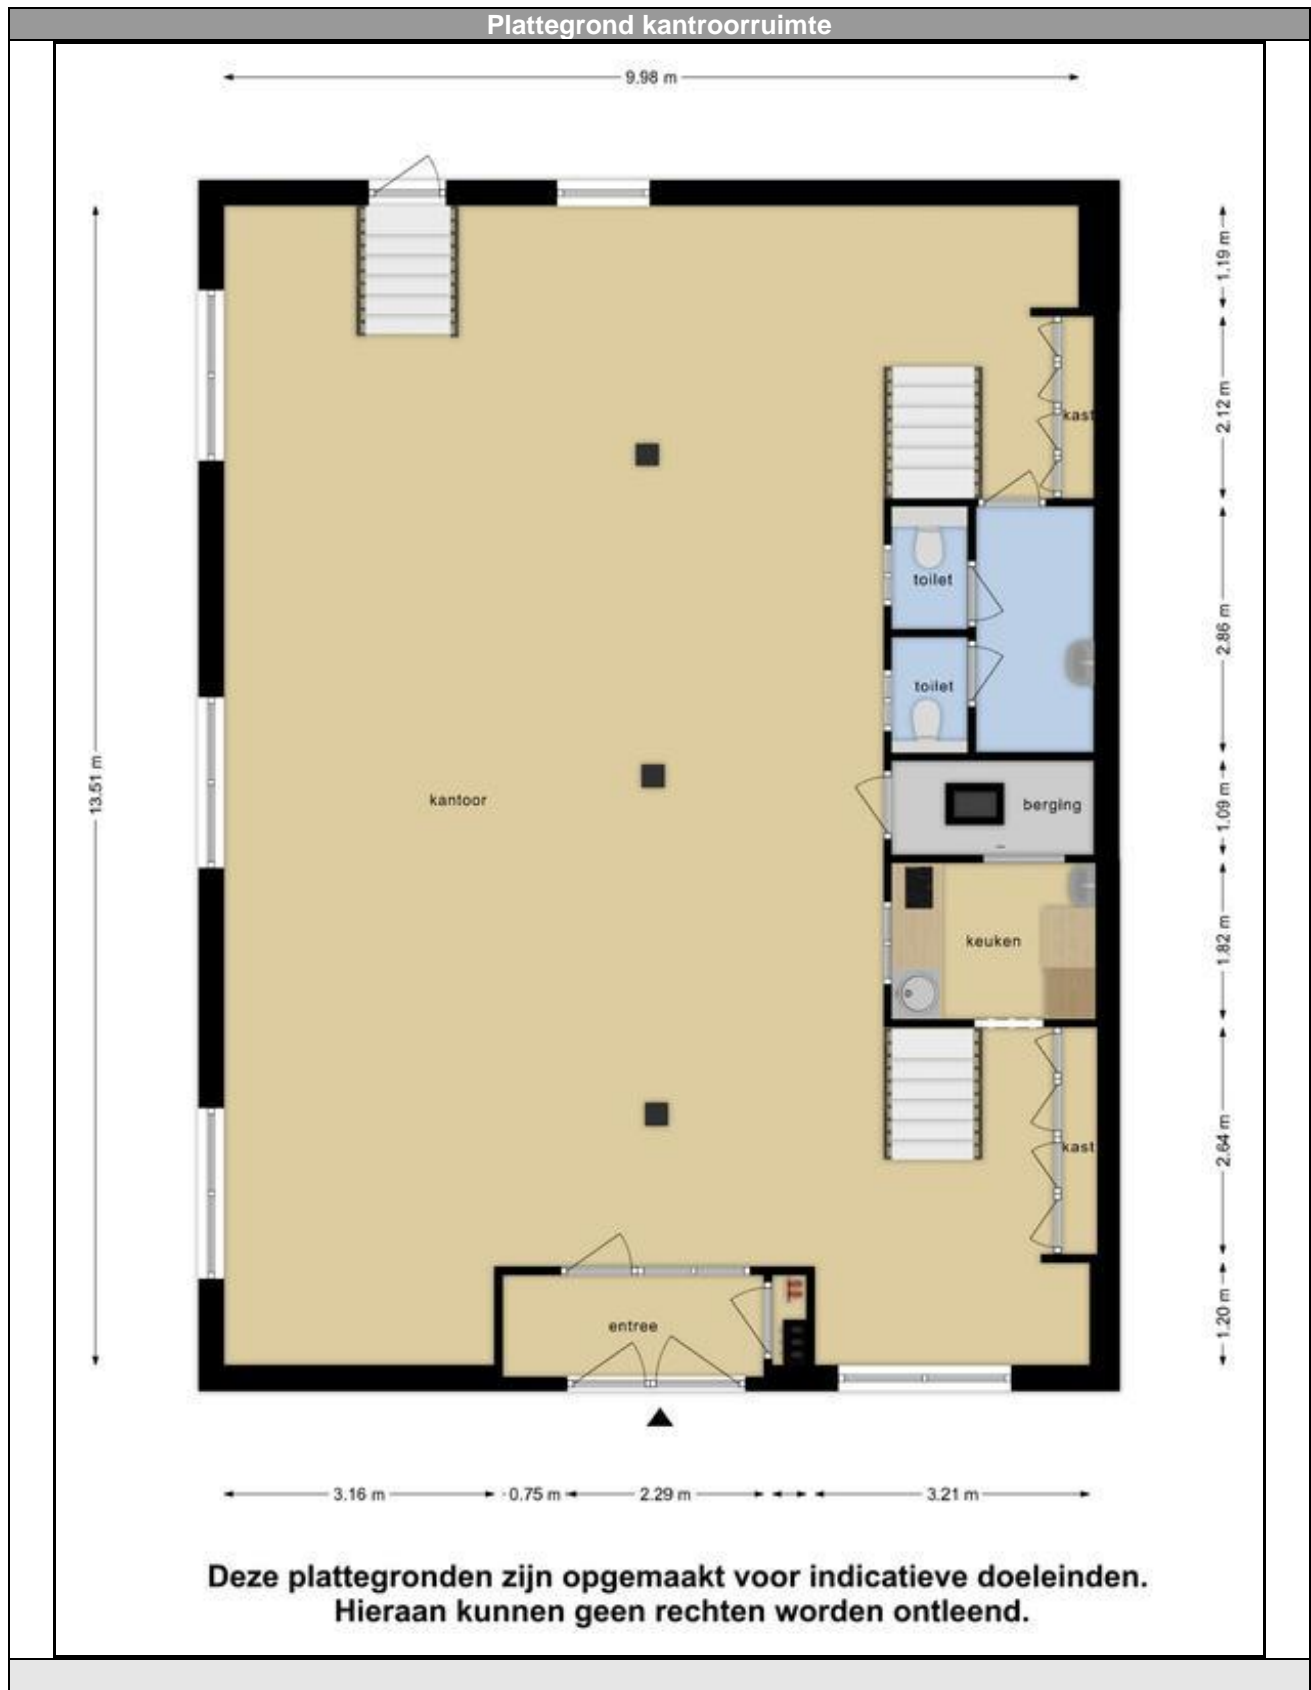 Plattegrond kantroorruimte
9.98 m
1.19 m
kast
2.12 m
toilet
2.86 m
toilet
13.51 m
kantoor
berging
1.09 m
keuken
1.82 m
kast
2.64 m
entree
1.20 m
3.16 m
0.75 m
2.29 m
3.21 m
Deze plattegronden zijn opgemaakt voor indicatieve doeleinden.
Hieraan kunnen geen rechten worden ontleend.